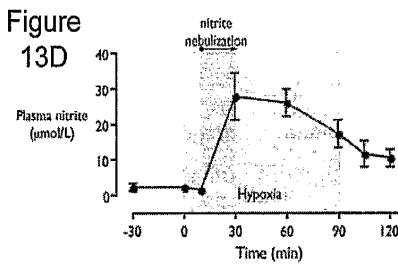 Figure
13D
nitrite
nebulization
40
30
Plasma nitrite
20
(μmol/L)
10
0
Hypoxia
-30 0 30 60 90 120
Time (min)